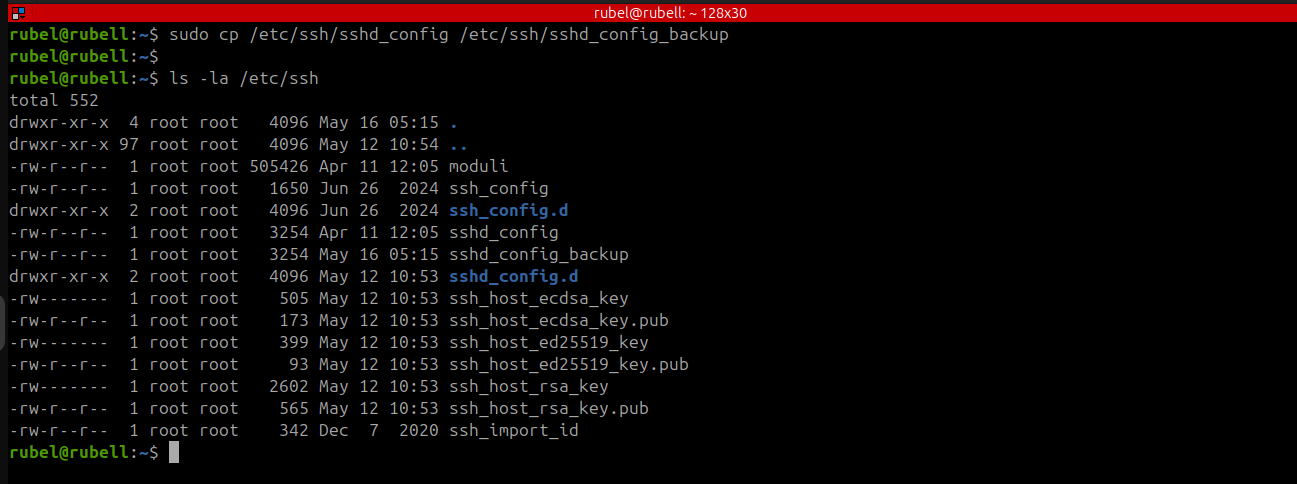 rubel@rubell: ~ 128x30
rubel@rubell:~$ sudo cp /etc/ssh/sshd_config /etc/ssh/sshd_config_backup
rubel@rubell:~$
rubel@rubell:~$ ls -la /etc/ssh
total 552
drwxr-xr-x  4 root root   4096 May 16 05:15 .
drwxr-xr-x 97 root root   4096 May 12 10:54 ..
-rw-r--r--  1 root root 505426 Apr 11 12:05 moduli
-rw-r--r--  1 root root   1650 Jun 26  2024 ssh_config
drwxr-xr-x  2 root root   4096 Jun 26  2024 ssh_config.d
-rw-r--r--  1 root root   3254 Apr 11 12:05 sshd_config
-rw-r--r--  1 root root   3254 May 16 05:15 sshd_config_backup
drwxr-xr-x  2 root root   4096 May 12 10:53 sshd_config.d
-rw-------  1 root root    505 May 12 10:53 ssh_host_ecdsa_key
-rw-r--r--  1 root root    173 May 12 10:53 ssh_host_ecdsa_key.pub
-rw-------  1 root root    399 May 12 10:53 ssh_host_ed25519_key
-rw-r--r--  1 root root     93 May 12 10:53 ssh_host_ed25519_key.pub
-rw-------  1 root root   2602 May 12 10:53 ssh_host_rsa_key
-rw-r--r--  1 root root    565 May 12 10:53 ssh_host_rsa_key.pub
-rw-r--r--  1 root root    342 Dec  7  2020 ssh_import_id
rubel@rubell:~$